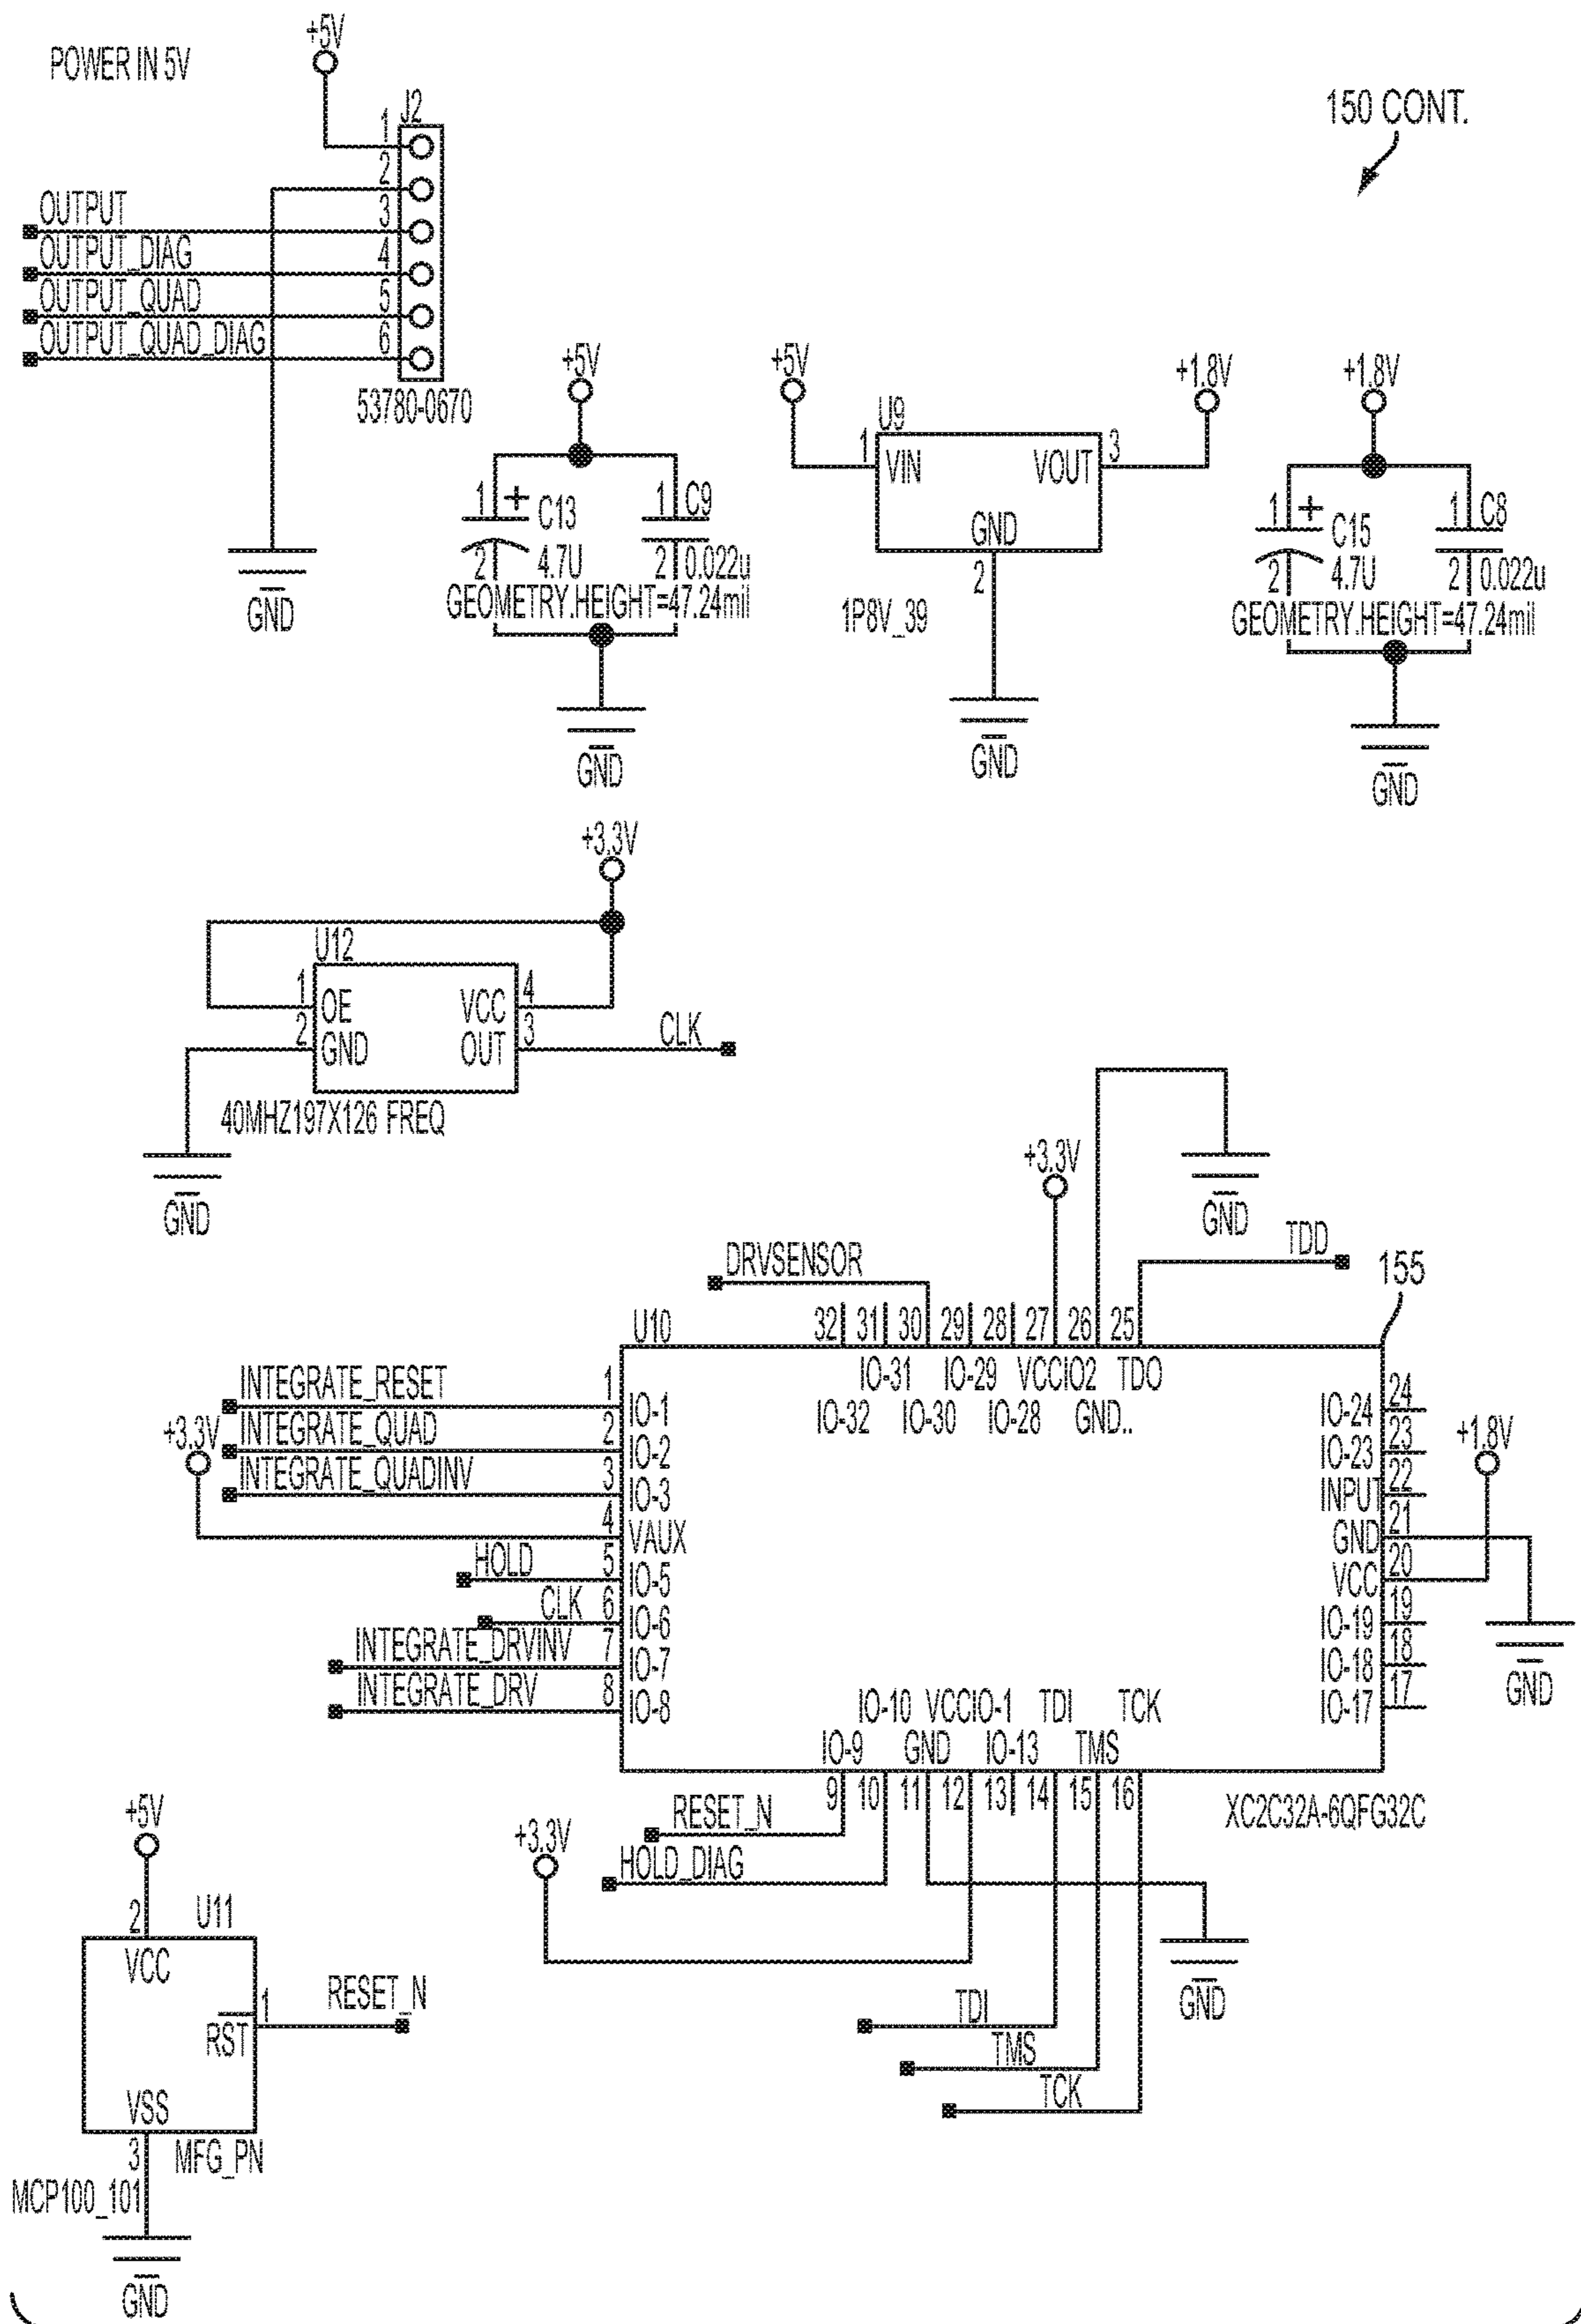 POWER IN 5V
+5V
J2
150 CONT.
1
2
OUTPUT 3
OUTPUT_DIAG 4
OUTPUT_QUAD 5
OUTPUT_QUAD_DIAG 6
53780-0670
GND
+5V
1 + C13
2 4.7U
1 C9
2 0.022u
GEOMETRY.HEIGHT=47.24mil
GND
+5V
U9
+1.8V
1 VIN VOUT 3
GND
2
1P8V_39
GND
+1.8V
1 + C15
2 4.7U
1 C8
2 0.022u
GEOMETRY.HEIGHT=47.24mil
GND
+3.3V
U12
1 OE VCC 4
2 GND OUT 3 CLK
40MHZ197X126 FREQ
GND
+3.3V
GND
DRVSENSOR
TDD
155
U10
32 31 30 29 28 27 26 25
IO-31 IO-29 VCCIO2 TDO
IO-32 IO-30 IO-28 GND..
INTEGRATE_RESET 1 IO-1
INTEGRATE_QUAD 2 IO-2
+3.3V
INTEGRATE_QUADINV 3 IO-3
4 VAUX
HOLD 5 IO-5
CLK 6 IO-6
INTEGRATE_DRVINV 7 IO-7
INTEGRATE_DRV 8 IO-8
IO-24 24
IO-23 23
+1.8V
INPUT 22
GND 21
VCC 20
IO-19 19
IO-18 18
IO-17 17
GND
IO-10 VCCIO-1 TDI TCK
IO-9 GND IO-13 TMS
9 10 11 12 13 14 15 16
XC2C32A-6QFG32C
RESET_N
+3.3V
HOLD_DIAG
GND
TDI
TMS
TCK
+5V
2 U11
VCC
RST 1 RESET_N
VSS
3 MFG_PN
MCP100_101
GND